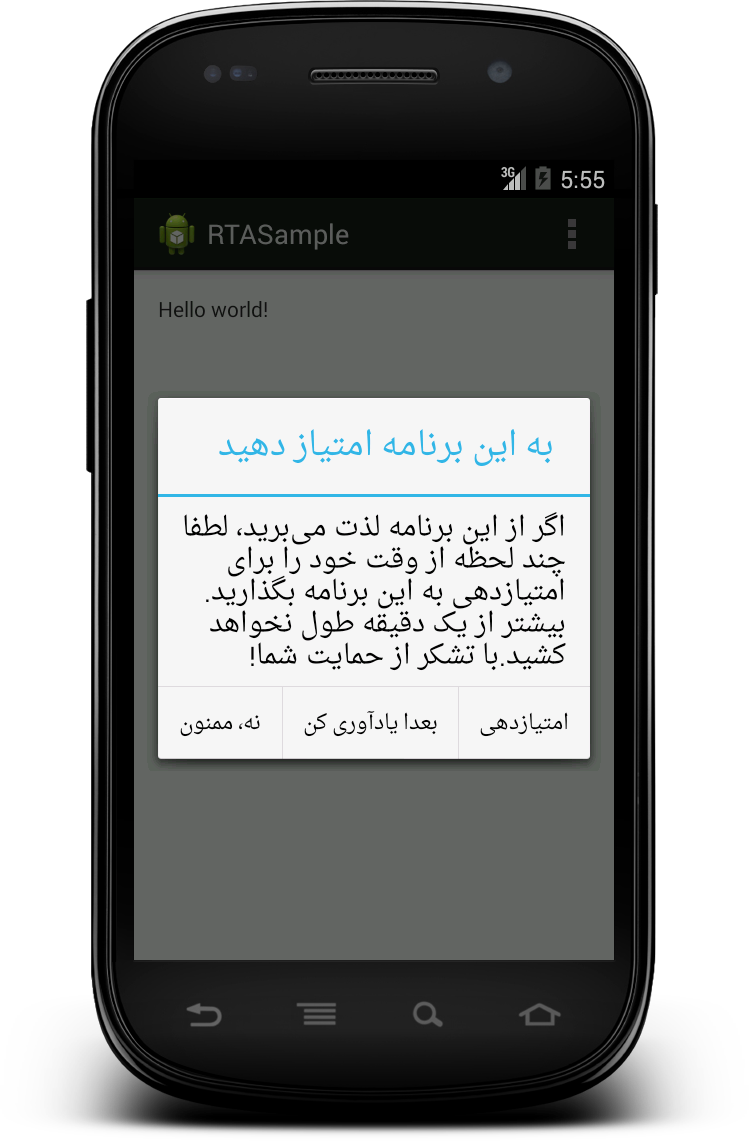 3G
5:55
RTASample
Hello world!
به این برنامه امتیاز دهید
اگر از این برنامه لذت می‌برید، لطفا
چند لحظه از وقت خود را برای
امتیازدهی به این برنامه بگذارید.
بیشتر از یک دقیقه طول نخواهد
کشید.با تشکر از حمایت شما!
امتیازدهی
بعدا یادآوری کن
نه، ممنون